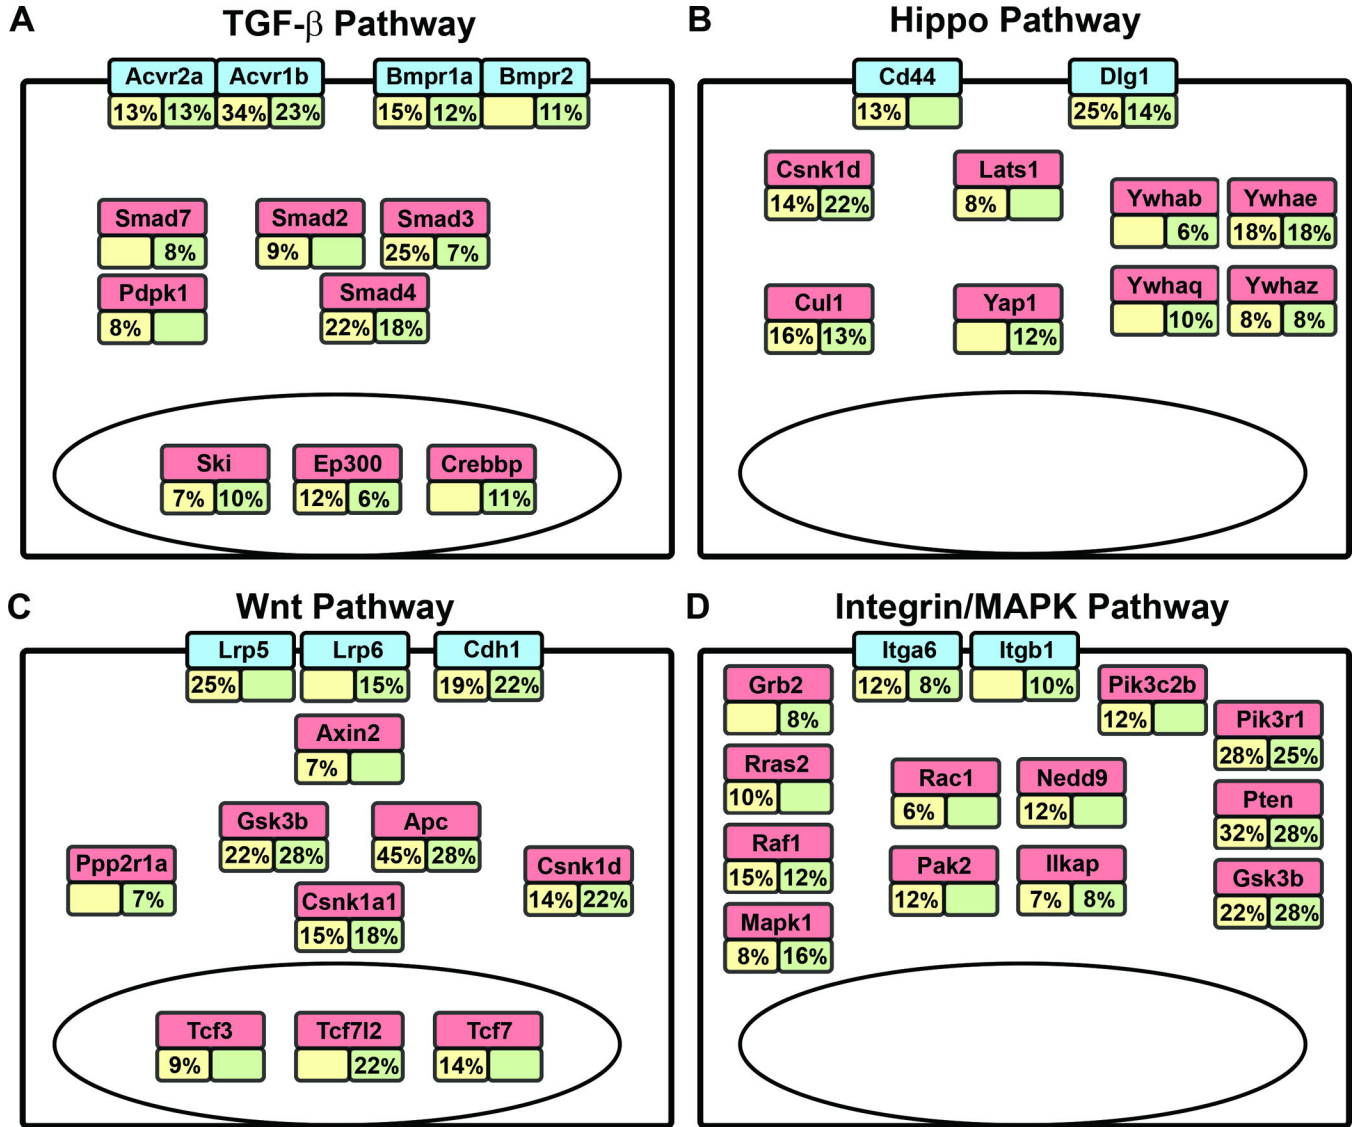 A TGF-β Pathway
Acvr2a Acvr1b Bmpr1a Bmpr2
13% 13% 34% 23% 15% 12% 11%
Smad7 Smad2 Smad3
8% 9% 25% 7%
Pdpk1 Smad4
8% 22% 18%
Ski Ep300 Crebbp
7% 10% 12% 6% 11%
B Hippo Pathway
Cd44 Dlg1
13% 25% 14%
Csnk1d Lats1
14% 22% 8%
Ywhab Ywhae
6% 18% 18%
Cul1 Yap1
16% 13% 12%
Ywhaq Ywhaz
10% 8% 8%
C Wnt Pathway
Lrp5 Lrp6 Cdh1
25% 15% 19% 22%
Axin2
7%
Gsk3b Apc
22% 28% 45% 28%
Ppp2r1a Csnk1d
7% 14% 22%
Csnk1a1
15% 18%
Tcf3 Tcf7l2 Tcf7
9% 22% 14%
D Integrin/MAPK Pathway
Itga6 Itgb1
12% 8% 10%
Grb2 Pik3c2b
8% 12%
Pik3r1
28% 25%
Rras2 Rac1 Nedd9
10% 6% 12%
Pten
32% 28%
Raf1 Pak2 Ilkap
15% 12% 12% 7% 8%
Gsk3b
22% 28%
Mapk1
8% 16%